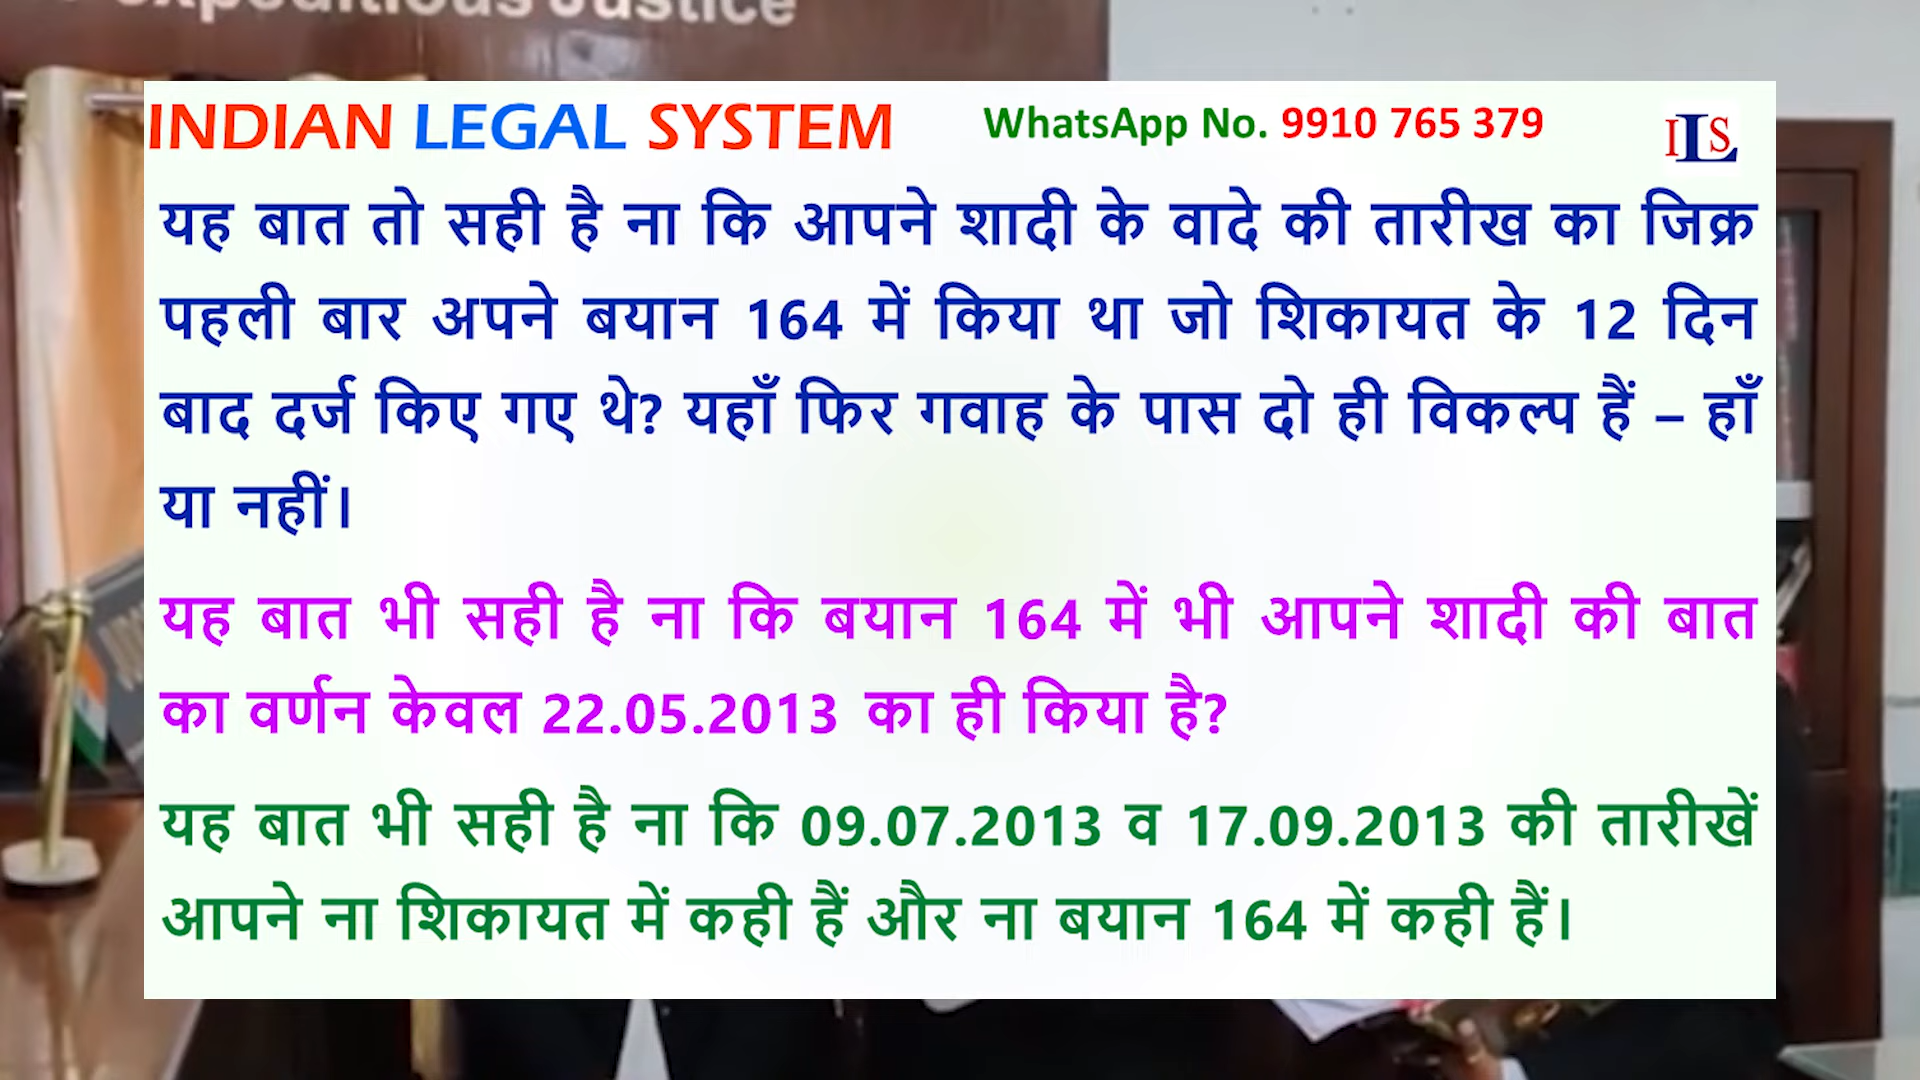 expeditious Justice
INDIAN LEGAL SYSTEM WhatsApp No. 9910 765 379 ILS
यह बात तो सही है ना कि आपने शादी के वादे की तारीख का जिक्र
पहली बार अपने बयान 164 में किया था जो शिकायत के 12 दिन
बाद दर्ज किए गए थे? यहाँ फिर गवाह के पास दो ही विकल्प हैं – हाँ
या नहीं।
यह बात भी सही है ना कि बयान 164 में भी आपने शादी की बात
का वर्णन केवल 22.05.2013 का ही किया है?
यह बात भी सही है ना कि 09.07.2013 व 17.09.2013 की तारीखें
आपने ना शिकायत में कही हैं और ना बयान 164 में कही हैं।